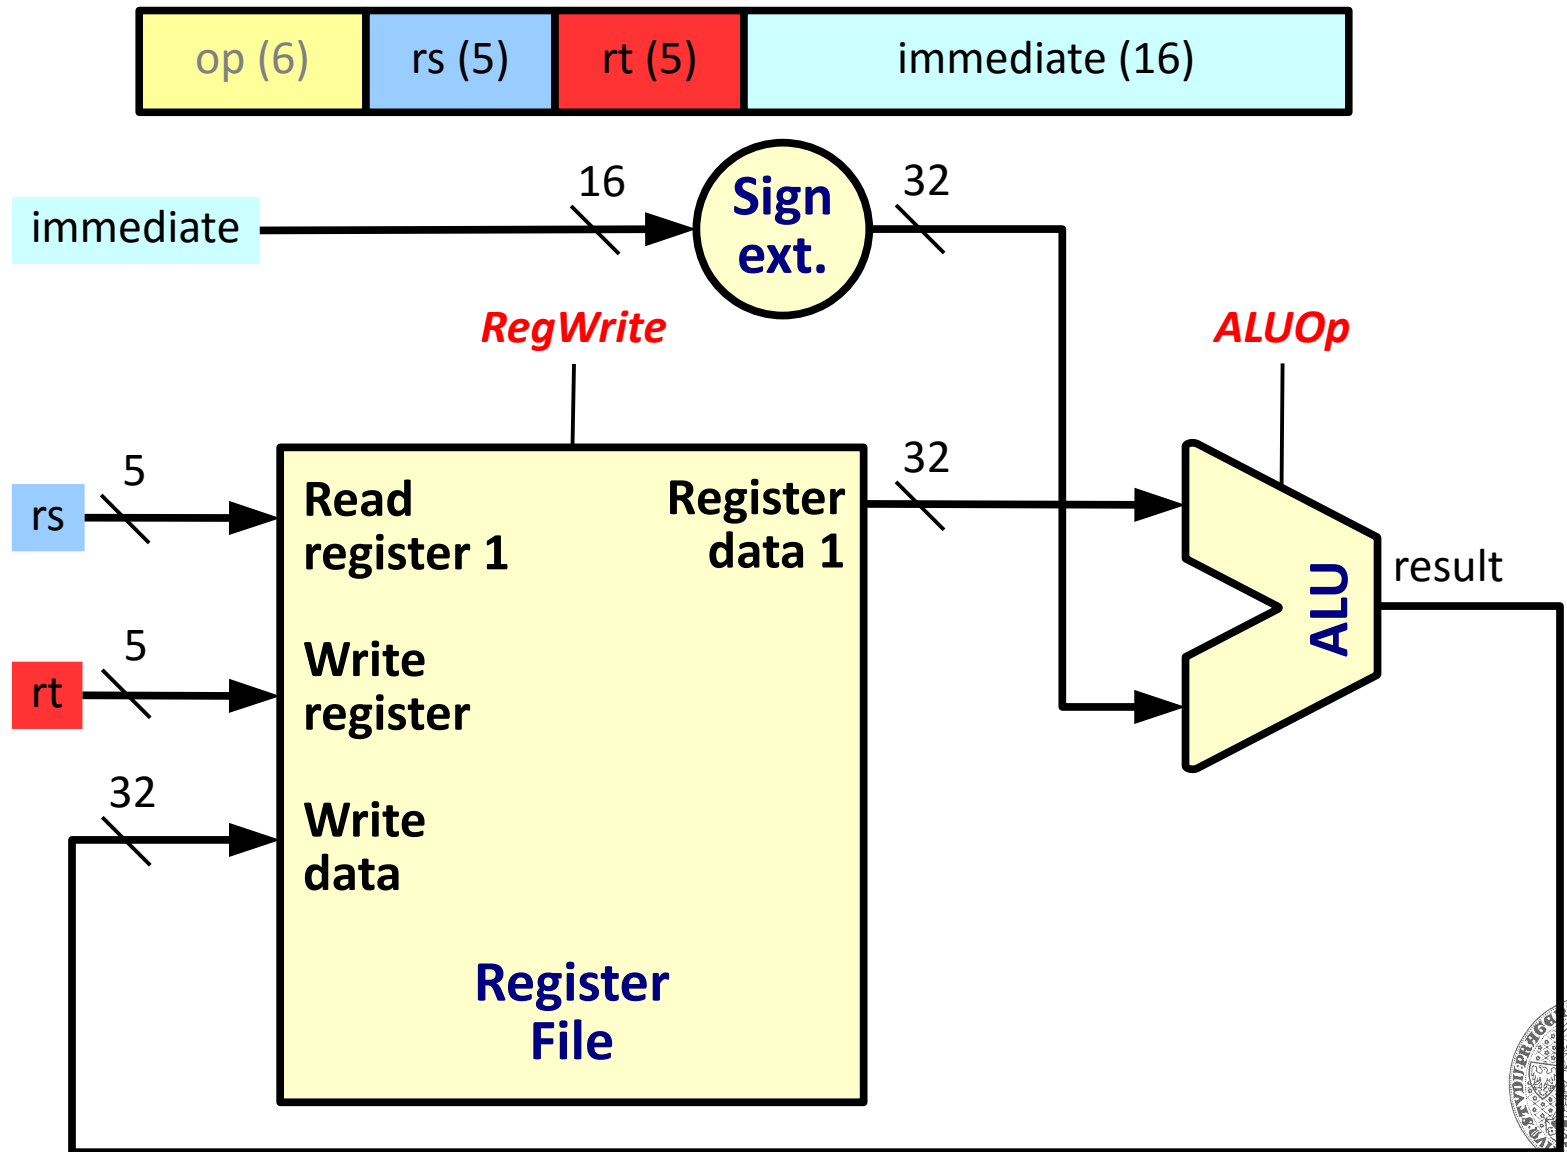 op (6) rs (5) rt (5) immediate (16)
16
32
immediate
Sign
ext.
RegWrite
ALUOp
5
32
rs
Read
register 1
Register
data 1
result
ALU
5
rt
Write
register
32
Write
data
Register
File